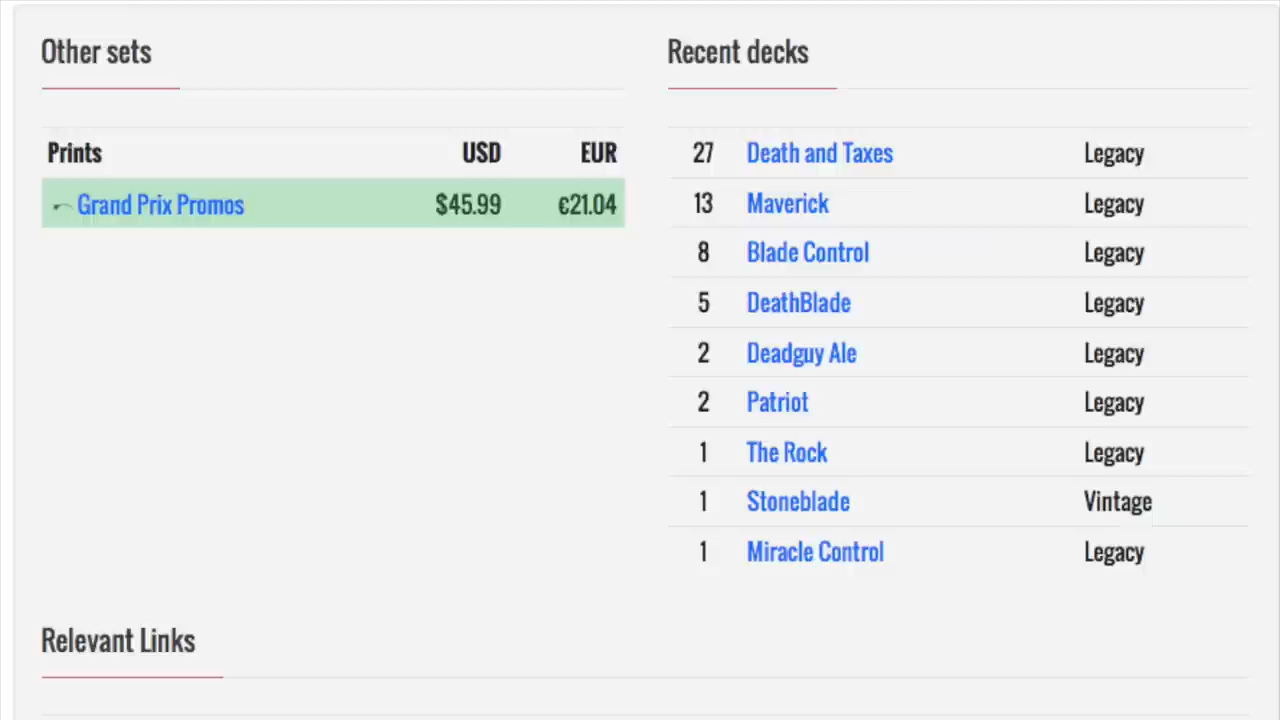 Other sets
Prints USD EUR
Grand Prix Promos $45.99 €21.04
Recent decks
27 Death and Taxes Legacy
13 Maverick Legacy
8 Blade Control Legacy
5 DeathBlade Legacy
2 Deadguy Ale Legacy
2 Patriot Legacy
1 The Rock Legacy
1 Stoneblade Vintage
1 Miracle Control Legacy
Relevant Links